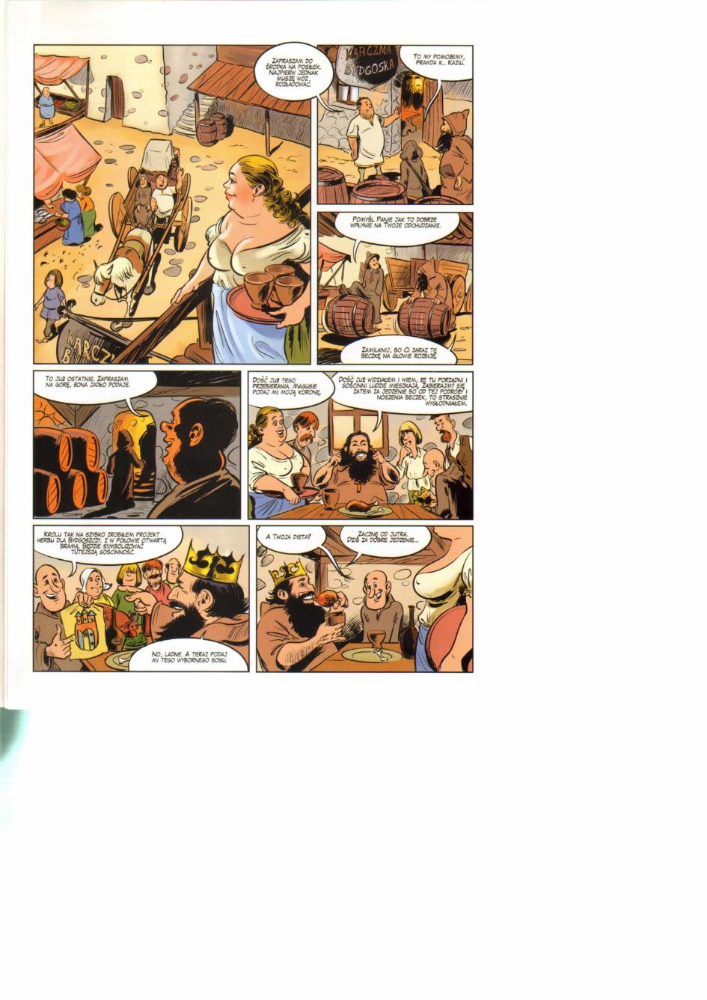 ZAPRASZAM DO
ŚRODKA NA POSIŁEK.
NAJPIERW JEDNAK
MUSZĘ WÓZ
ROZŁADOWAĆ.
KARCZ
B
KARCZMA
BYDGOSKA
TO MY POMOŻEMY,
PRAWDA K... KAZIU.
POMYŚL PANIE JAK TO DOBRZE
WPŁYNIE NA TWOJE ODCHUDZANIE.
ZAMILKNIJ, BO CI ZARAZ TĘ
BECZKĘ NA GŁOWIE ROZBIJĘ.
TO JUŻ OSTATNIE. ZAPRASZAM
NA GÓRĘ, ŻONA JADŁO PODAJE.
DOŚĆ JUŻ TEGO
PRZEBIERANIA. MAGUSIE
PODAJ MI MOJĄ KORONĘ.
DOŚĆ JUŻ WIDZIAŁEM I WIEM, ŻE TU PORZĄDNI I
GOŚCINNI LUDZIE MIESZKAJĄ. ZABIERAJMY SIĘ
ZATEM ZA JEDZENIE BO OD TEJ PODRÓŻY I
NOSZENIA BECZEK, TO STRASZNIE
WYGŁODNIAŁEM.
KRÓLU TAK NA SZYBKO ZROBIŁEM PROJEKT
HERBU DLA BYDGOSZCZY. Z W POŁOWIE OTWARTĄ
BRAMĄ. BĘDZIE SYMBOLIZOWAĆ
TUTEJSZĄ GOŚCINNOŚĆ.
NO, ŁADNE. A TERAZ PODAJ
MI TEGO WYBORNEGO SOSU.
A TWOJA DIETA?
ZACZNĘ OD JUTRA.
DZIŚ ZA DOBRE JEDZENIE...